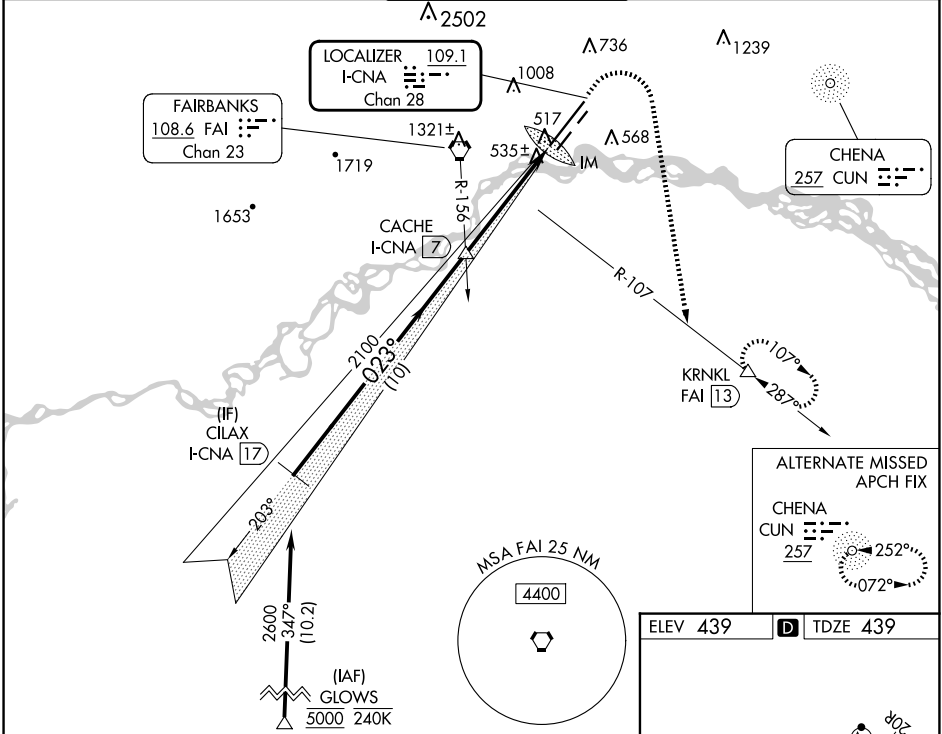 2502
LOCALIZER 109.1
I-CNA
Chan 28
736
1239
1008
FAIRBANKS
108.6 FAI
Chan 23
1321±
517
535±
568
IM
CHENA
257 CUN
1719
1653
R-156
CACHE
I-CNA 7
R-107
2100
023°
(10)
KRNKL
FAI 13
107°
287°
(IF)
CILAX
I-CNA 17
203°
ALTERNATE MISSED
APCH FIX
CHENA
CUN
257
252°
072°
MSA FAI 25 NM
4400
2600
347°
(10.2)
(IAF)
GLOWS
5000 240K
ELEV 439 D TDZE 439
20R